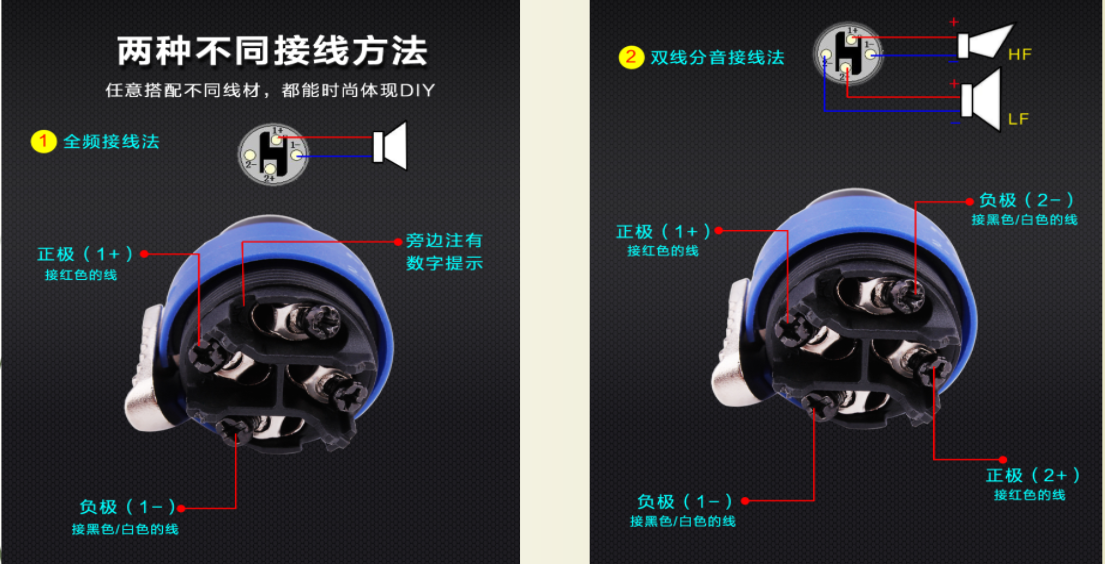 两种不同接线方法
任意搭配不同线材，都能时尚体现DIY
1 全频接线法
1+
1-
2-
2+
正极（1+）
接红色的线
旁边注有
数字提示
负极（1-）
接黑色/白色的线
2 双线分音接线法
1+
1-
2-
2+
+
-
HF
+
-
LF
正极（1+）
接红色的线
负极（2-）
接黑色/白色的线
负极（1-）
接黑色/白色的线
正极（2+）
接红色的线